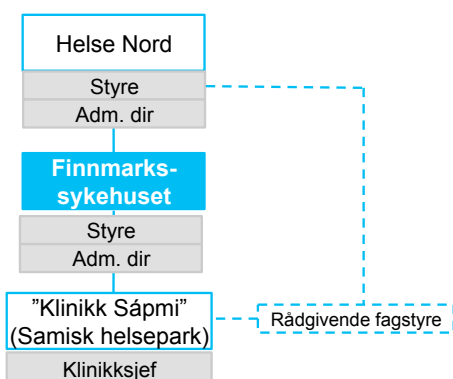 Helse Nord
Styre
Adm. dir
Finnmarks-
sykehuset
Styre
Adm. dir
”Klinikk Sápmi”
(Samisk helsepark)
Rådgivende fagstyre
Klinikksjef